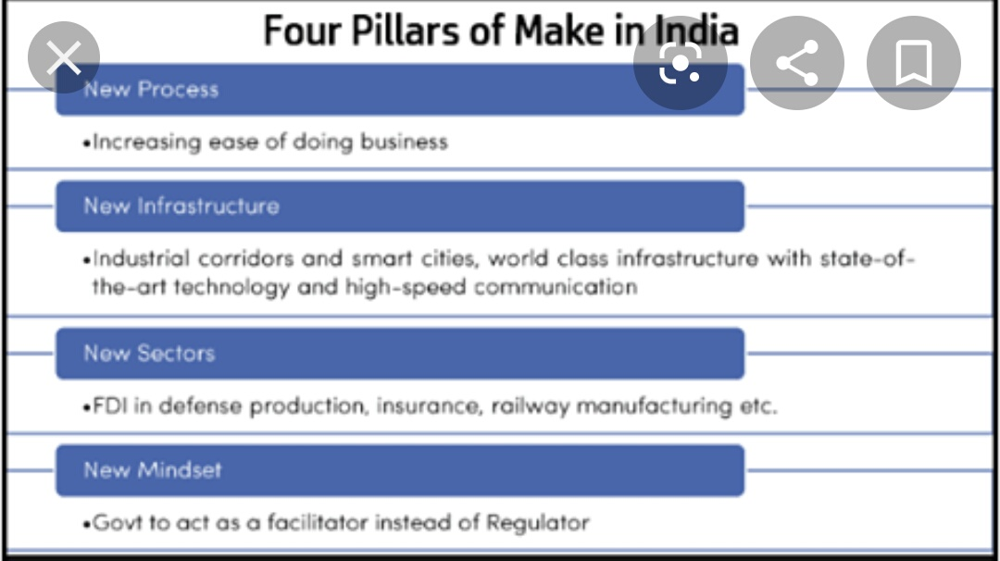 Four Pillars of Make in India
New Process
•Increasing ease of doing business
New Infrastructure
•Industrial corridors and smart cities, world class infrastructure with state-of-
the-art technology and high-speed communication
New Sectors
•FDI in defense production, insurance, railway manufacturing etc.
New Mindset
•Govt to act as a facilitator instead of Regulator